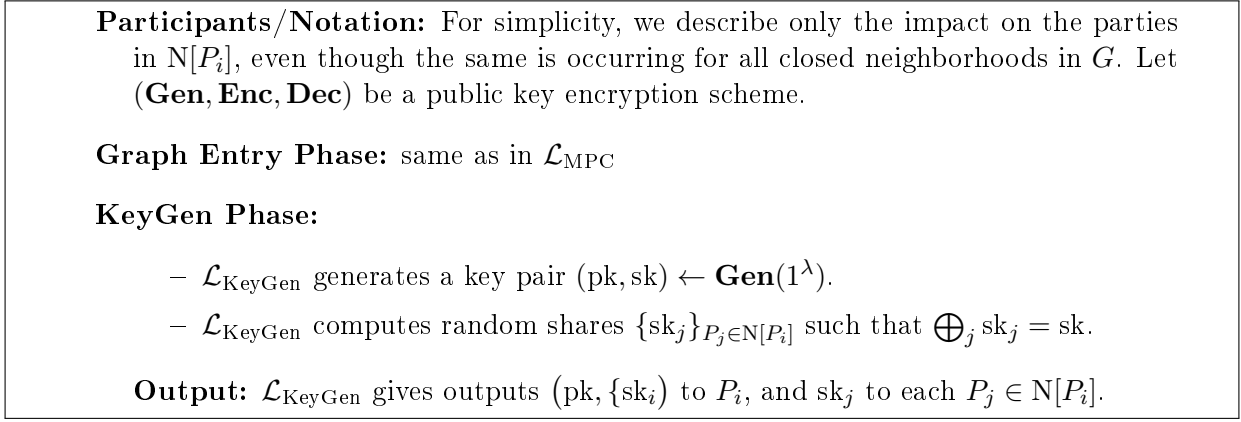 Participants/Notation: For simplicity, we describe only the impact on the parties
in N[P_i], even though the same is occurring for all closed neighborhoods in G. Let
(Gen, Enc, Dec) be a public key encryption scheme.
Graph Entry Phase: same as in ℒ_MPC
KeyGen Phase:
– ℒ_KeyGen generates a key pair (pk, sk) ← Gen(1^λ).
– ℒ_KeyGen computes random shares {sk_j}_{P_j∈N[P_i]} such that ⨁_j sk_j = sk.
Output: ℒ_KeyGen gives outputs (pk, {sk_i) to P_i, and sk_j to each P_j ∈ N[P_i].